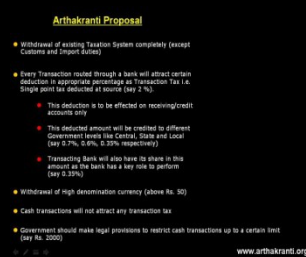 Arthakranti Proposal
Withdrawal of existing Taxation System completely (except
Customs and Import duties)
Every Transaction routed through a bank will attract certain
deduction in appropriate percentage as Transaction Tax i.e.
Single point tax deducted at source (say 2 %).
This deduction is to be effected on receiving/credit
accounts only
This deducted amount will be credited to different
Government levels like Central, State and Local
(say 0.7%, 0.6%, 0.35% respectively)
Transacting Bank will also have its share in this
amount as the bank has a key role to perform
(say 0.35%)
Withdrawal of High denomination currency (above Rs. 50)
Cash transactions will not attract any transaction tax
Government should make legal provisions to restrict cash transactions up to a certain limit
(say Rs. 2000)
www.arthakranti.org